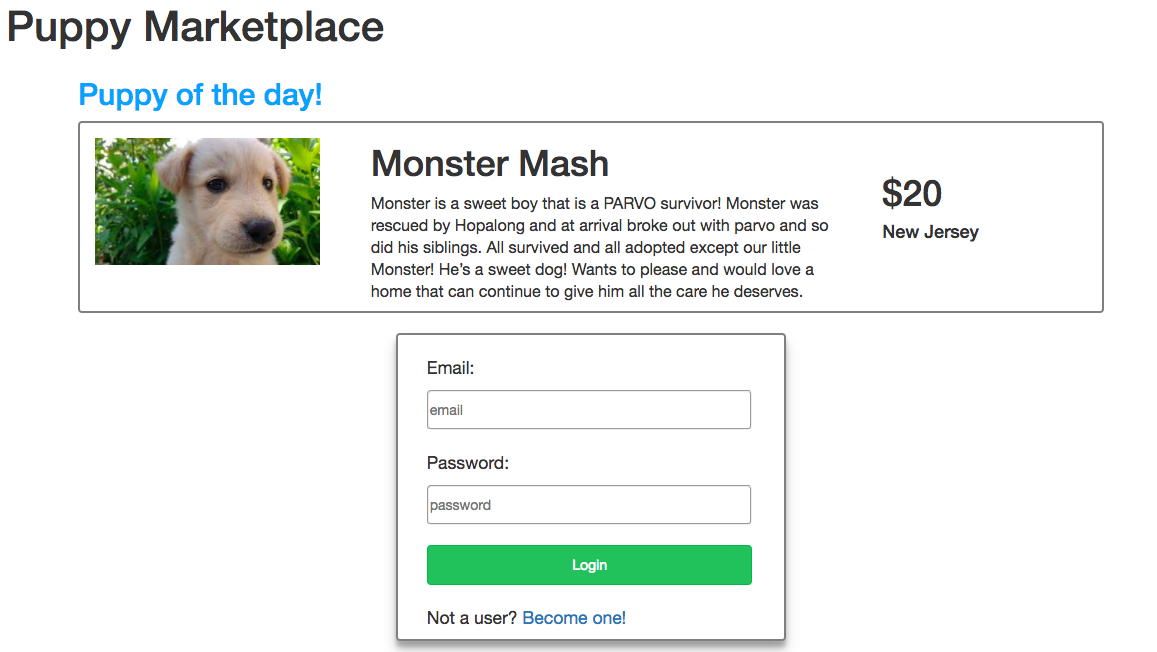 Puppy Marketplace
Puppy of the day!
Monster Mash
Monster is a sweet boy that is a PARVO survivor! Monster was
rescued by Hopalong and at arrival broke out with parvo and so
did his siblings. All survived and all adopted except our little
Monster! He’s a sweet dog! Wants to please and would love a
home that can continue to give him all the care he deserves.
$20
New Jersey
Email:
email
Password:
password
Login
Not a user? Become one!